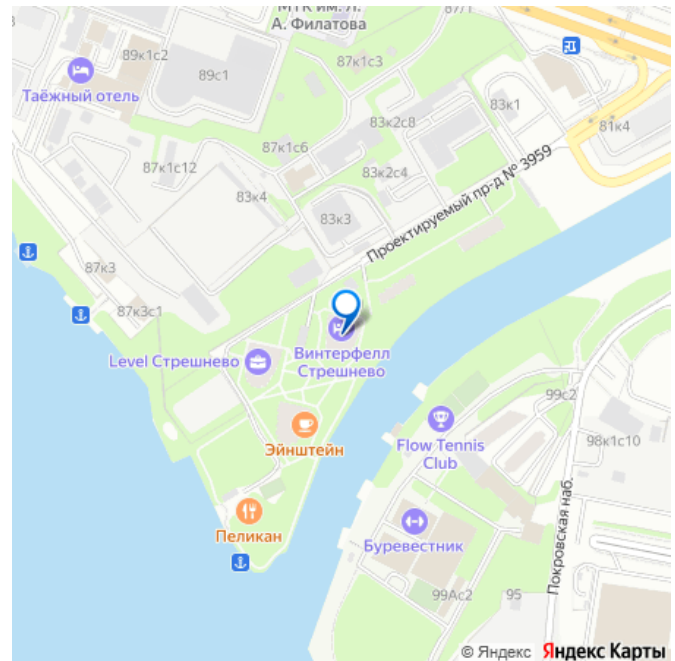 МТК им. Л.
А. Филатова
87/1
89к1с2
89с1
Таёжный отель
87к1с3
83к1
81к4
83к2с8
87к1с6
87к1с12
83к2с4
83к4
83к3
Проектируемый пр-д № 3959
87к3
87к3с1
Level Стрешнево
Винтерфелл
Стрешнево
Эйнштейн
99с2
98к1с10
Flow Tennis
Club
Пеликан
Буревестник
Покровская наб.
99Ас2
95
© Яндекс Яндекс Карты